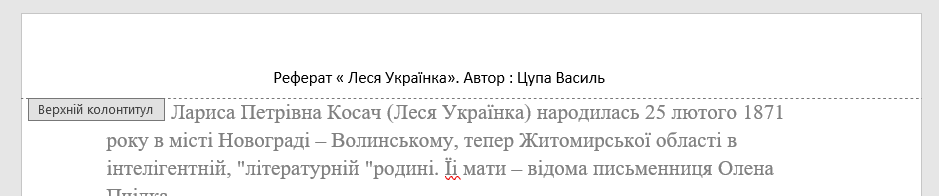 Реферат « Леся Українка». Автор : Цупа Василь
Верхній колонтитул
Лариса Петрівна Косач (Леся Українка) народилась 25 лютого 1871
року в місті Новограді – Волинському, тепер Житомирської області в
інтелігентній, "літературній "родині. Її мати – відома письменниця Олена